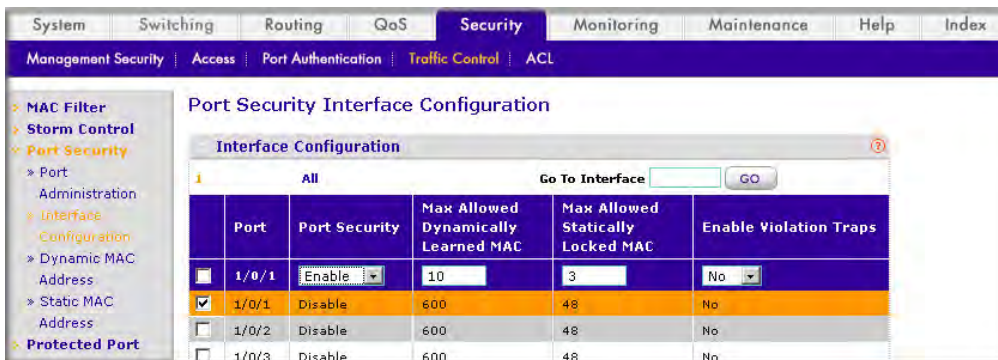 System Switching Routing QoS Security Monitoring Maintenance Help Index
Management Security Access Port Authentication Traffic Control ACL
MAC Filter
Storm Control
Port Security
» Port
Administration
» Interface
Configuration
» Dynamic MAC
Address
» Static MAC
Address
Protected Port
Port Security Interface Configuration
Interface Configuration ?
1 All Go To Interface GO
Port Port Security Max Allowed Dynamically Learned MAC Max Allowed Statically Locked MAC Enable Violation Traps
1/0/1 Enable 10 3 No
1/0/1 Disable 600 48 No
1/0/2 Disable 600 48 No
1/0/3 Disable 600 48 No